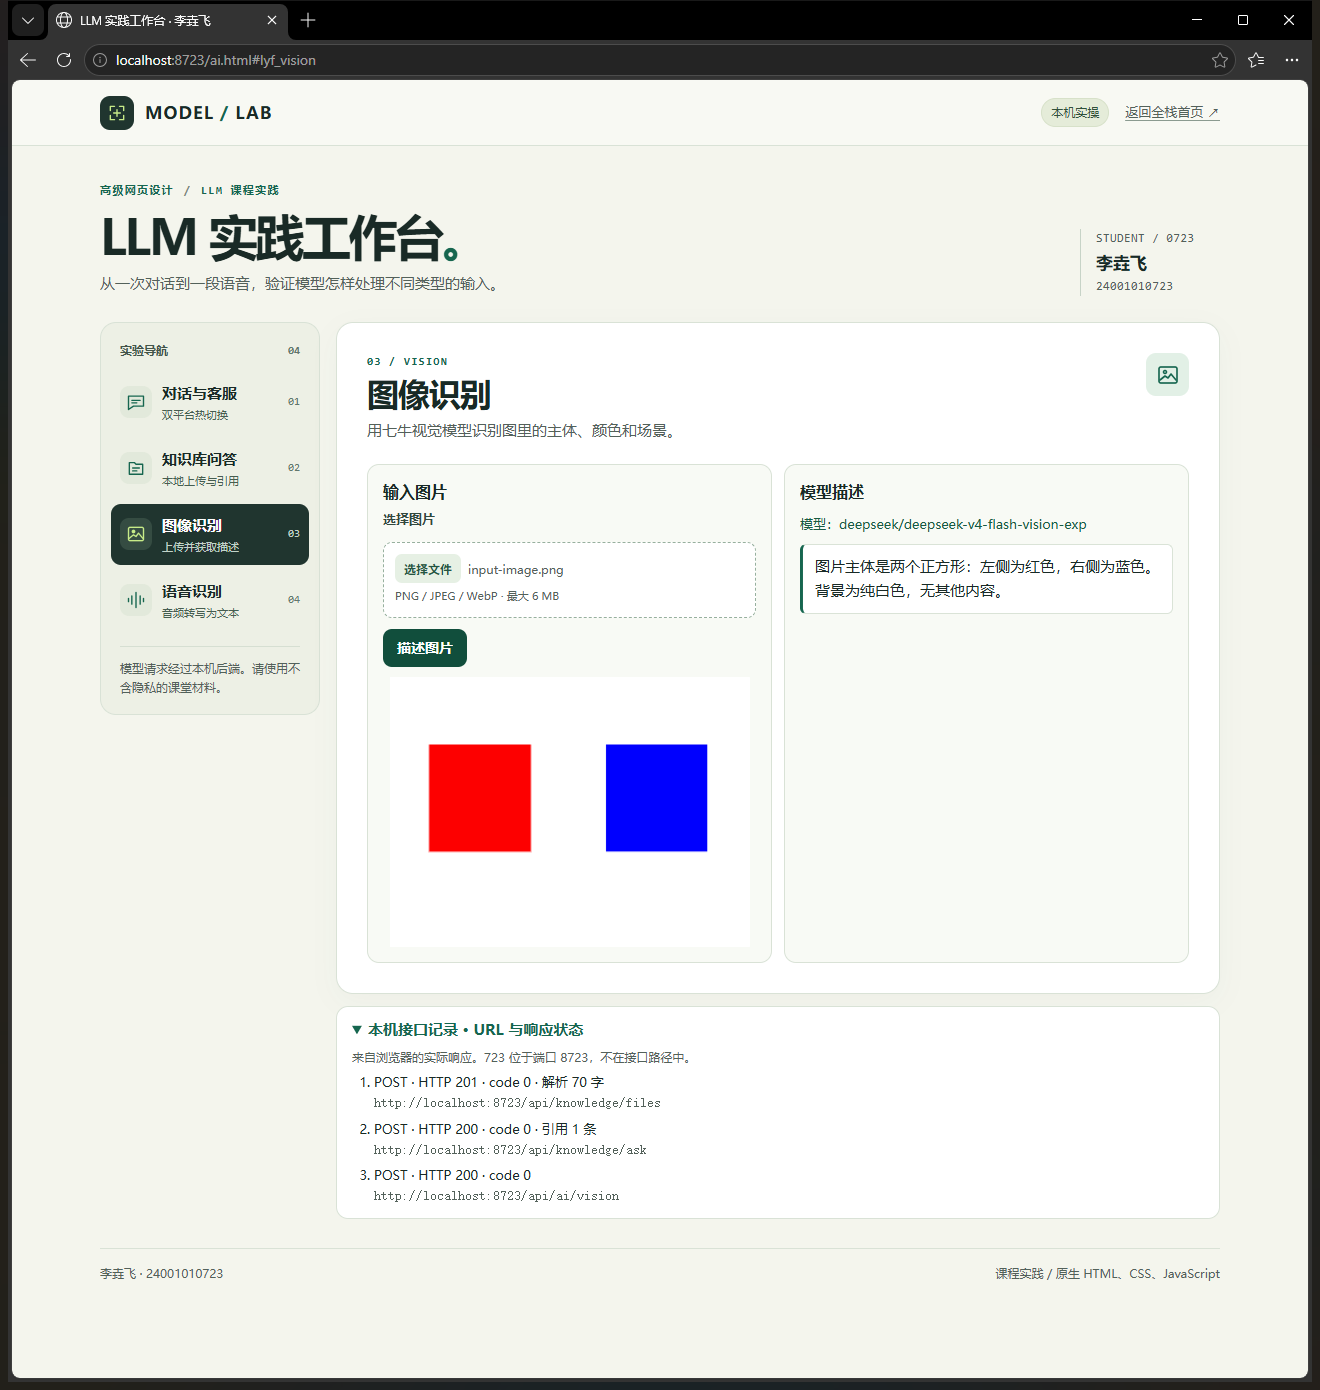 LLM 实践工作台 · 李垚飞
localhost:8723/ai.html#lyf_vision
MODEL / LAB
本机实操
返回全栈首页 ↗
高级网页设计 / LLM 课程实践
LLM 实践工作台。
从一次对话到一段语音，验证模型怎样处理不同类型的输入。
STUDENT / 0723
李垚飞
24001010723
实验导航
04
对话与客服
双平台热切换
01
知识库问答
本地上传与引用
02
图像识别
上传并获取描述
03
语音识别
音频转写为文本
04
模型请求经过本机后端。请使用不
含隐私的课堂材料。
03 / VISION
图像识别
用七牛视觉模型识别图里的主体、颜色和场景。
输入图片
选择图片
选择文件 input-image.png
PNG / JPEG / WebP · 最大 6 MB
描述图片
模型描述
模型：deepseek/deepseek-v4-flash-vision-exp
图片主体是两个正方形：左侧为红色，右侧为蓝色。
背景为纯白色，无其他内容。
▼ 本机接口记录 • URL 与响应状态
来自浏览器的实际响应。723 位于端口 8723，不在接口路径中。
1. POST · HTTP 201 · code 0 · 解析 70 字
http://localhost:8723/api/knowledge/files
2. POST · HTTP 200 · code 0 · 引用 1 条
http://localhost:8723/api/knowledge/ask
3. POST · HTTP 200 · code 0
http://localhost:8723/api/ai/vision
李垚飞 · 24001010723
课程实践 / 原生 HTML、CSS、JavaScript